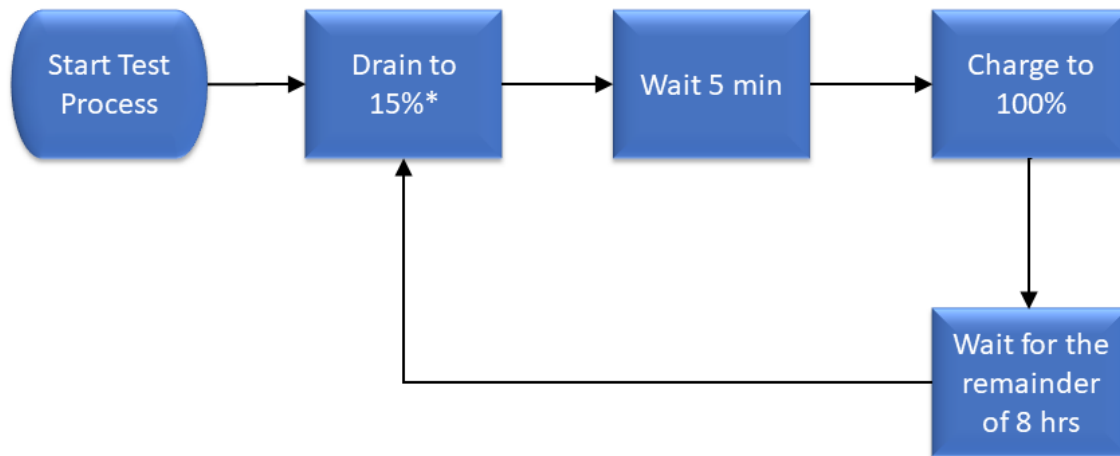 Start Test
Process
Drain to
15%*
Wait 5 min
Charge to
100%
Wait for the
remainder
of 8 hrs